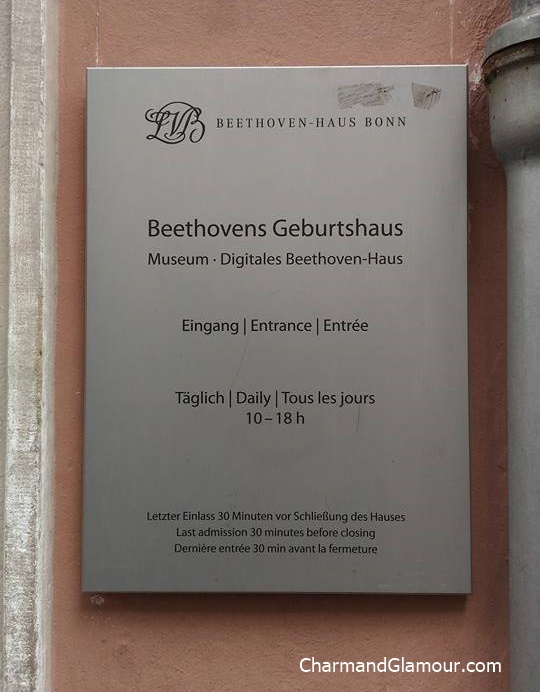 LVB BEETHOVEN-HAUS BONN
Beethovens Geburtshaus
Museum · Digitales Beethoven-Haus
Eingang | Entrance | Entrée
Täglich | Daily | Tous les jours
10 – 18 h
Letzter Einlass 30 Minuten vor Schließung des Hauses
Last admission 30 minutes before closing
Dernière entrée 30 min avant la fermeture
CharmandGlamour.com